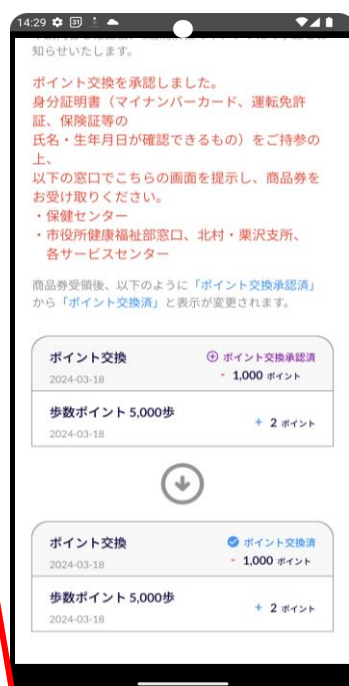 14:29
31
知らせいたします。
ポイント交換を承認しました。
身分証明書（マイナンバーカード、運転免許
証、保険証等の
氏名・生年月日が確認できるもの）をご持参の
上、
以下の窓口でこちらの画面を提示し、商品券を
お受け取りください。
・保健センター
・市役所健康福祉部窓口、北村・栗沢支所、
各サービスセンター
商品券受領後、以下のように「ポイント交換承認済」
から「ポイント交換済」と表示が変更されます。
ポイント交換 ポイント交換承認済
2024-03-18 - 1,000 ポイント
歩数ポイント 5,000歩
2024-03-18 + 2 ポイント
ポイント交換 ポイント交換済
2024-03-18 - 1,000 ポイント
歩数ポイント 5,000歩
2024-03-18 + 2 ポイント